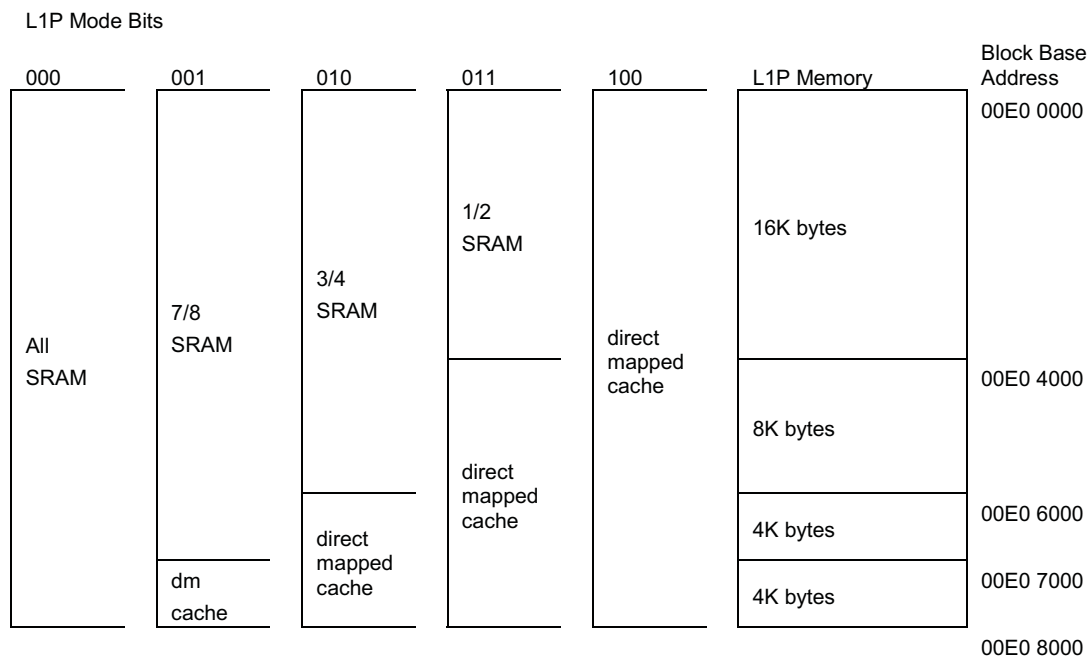 L1P Mode Bits
000
001
010
011
100
L1P Memory
Block Base
Address
00E0 0000
All
SRAM
7/8
SRAM
dm
cache
3/4
SRAM
direct
mapped
cache
1/2
SRAM
direct
mapped
cache
direct
mapped
cache
16K bytes
00E0 4000
8K bytes
00E0 6000
4K bytes
00E0 7000
4K bytes
00E0 8000